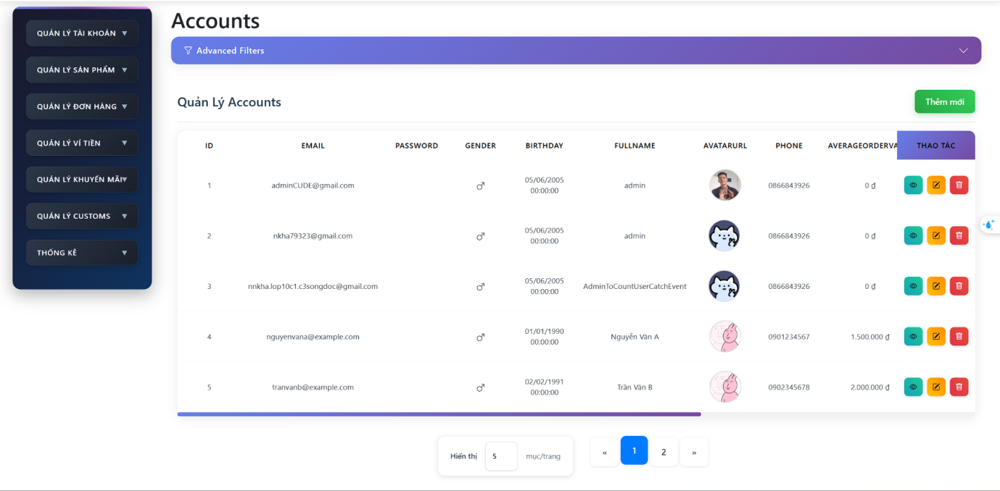 Accounts
QUẢN LÝ TÀI KHOẢN ▼
QUẢN LÝ SẢN PHẨM ▼
QUẢN LÝ ĐƠN HÀNG ▼
QUẢN LÝ VÍ TIỀN ▼
QUẢN LÝ KHUYẾN MÃI▼
QUẢN LÝ CUSTOMS ▼
THỐNG KÊ ▼
Advanced Filters
Quản Lý Accounts
Thêm mới
ID EMAIL PASSWORD GENDER BIRTHDAY FULLNAME AVATARURL PHONE AVERAGEORDERVA THAO TÁC
1 adminCUDE@gmail.com ♂ 05/06/2005 00:00:00 admin 0866843926 0 ₫
2 nkha79323@gmail.com ♂ 05/06/2005 00:00:00 admin 0866843926 0 ₫
3 nnkha.lop10c1.c3songdoc@gmail.com ♂ 05/06/2005 00:00:00 AdminToCountUserCatchEvent 0866843926 0 ₫
4 nguyenvana@example.com ♂ 01/01/1990 00:00:00 Nguyễn Văn A 0901234567 1.500.000 ₫
5 tranvanb@example.com ♂ 02/02/1991 00:00:00 Trần Văn B 0902345678 2.000.000 ₫
Hiển thị 5 mục/trang « 1 2 »